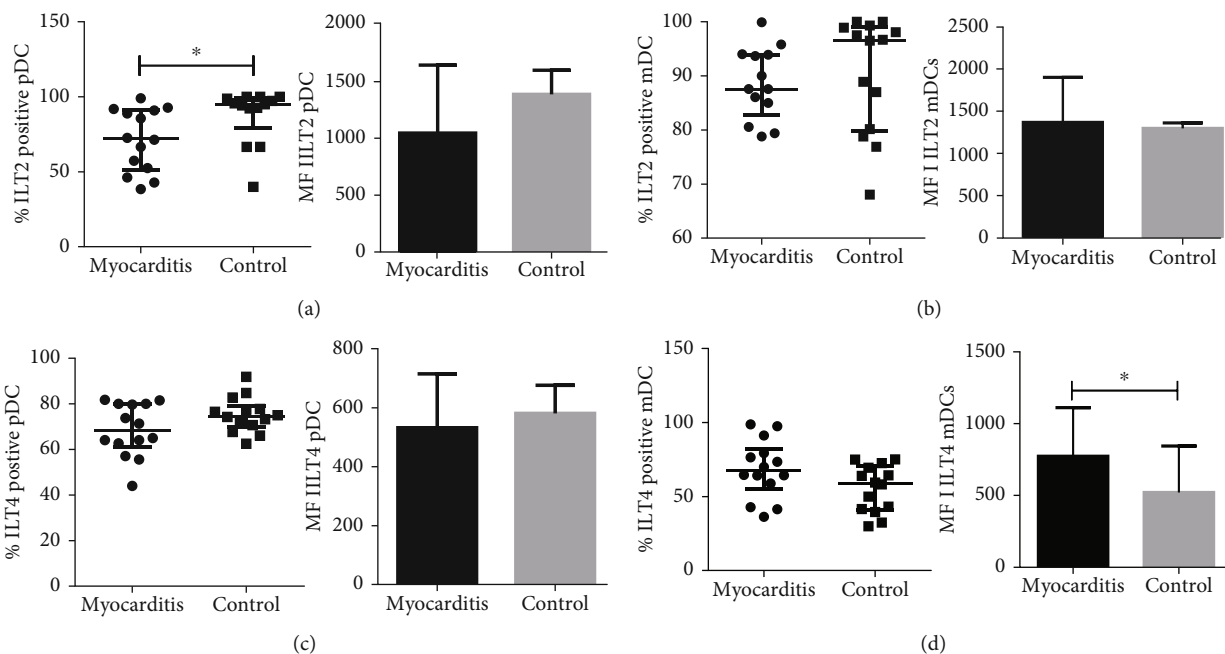 % ILT2 positive pDC
150
100
50
0
*
Myocarditis
Control
MF IILT2 pDC
2000
1500
1000
500
0
Myocarditis
Control
(a)
% ILT2 positive mDC
100
90
80
70
60
Myocarditis
Control
MF I ILT2 mDCs
2500
2000
1500
1000
500
0
Myocarditis
Control
(b)
% ILT4 postive pDC
100
80
60
40
20
0
Myocarditis
Control
MF IILT4 pDC
800
600
400
200
0
Myocarditis
Control
(c)
% ILT4 positive mDC
150
100
50
0
Myocarditis
Control
MF I ILT4 mDCs
1500
1000
500
0
*
Myocarditis
Control
(d)